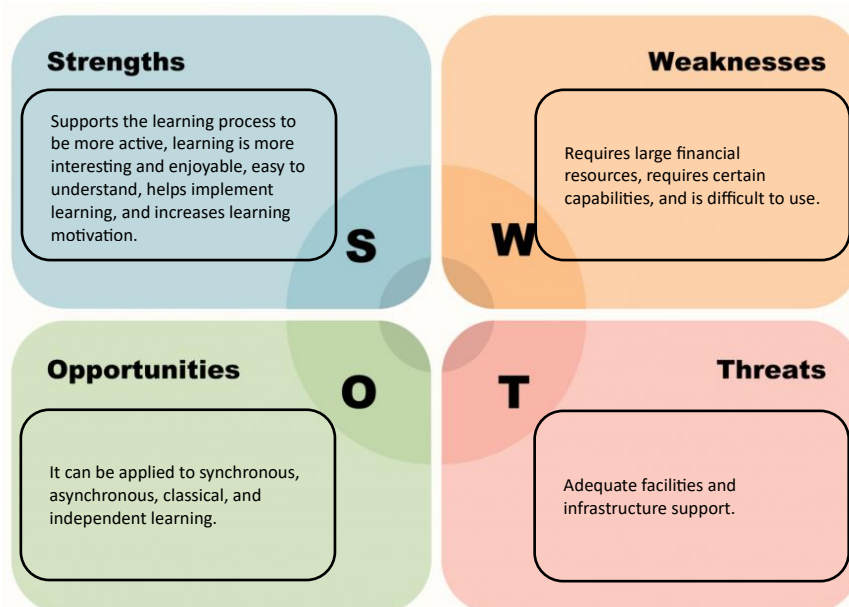 Strengths
Supports the learning process to
be more active, learning is more
interesting and enjoyable, easy to
understand, helps implement
learning, and increases learning
motivation.
S
Weaknesses
Requires large financial
resources, requires certain
capabilities, and is difficult to use.
W
Opportunities
O
It can be applied to synchronous,
asynchronous, classical, and
independent learning.
Threats
T
Adequate facilities and
infrastructure support.